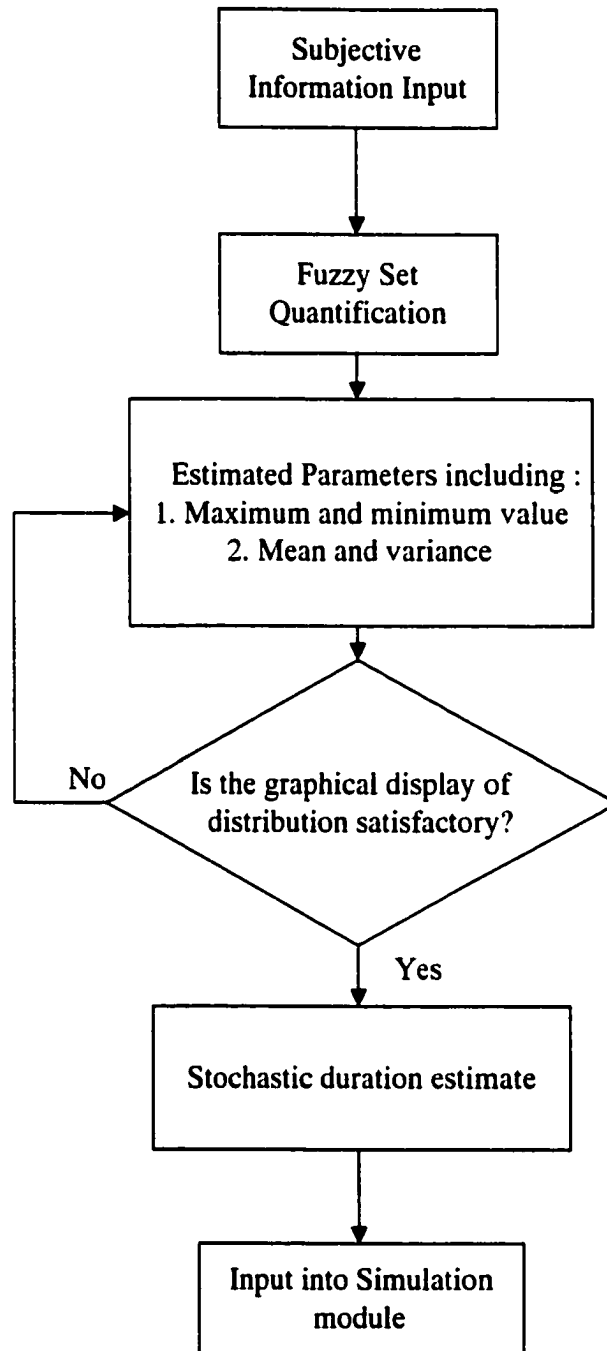 Subjective
Information Input
Fuzzy Set
Quantification
Estimated Parameters including :
1. Maximum and minimum value
2. Mean and variance
No
Is the graphical display of
distribution satisfactory?
Yes
Stochastic duration estimate
Input into Simulation
module